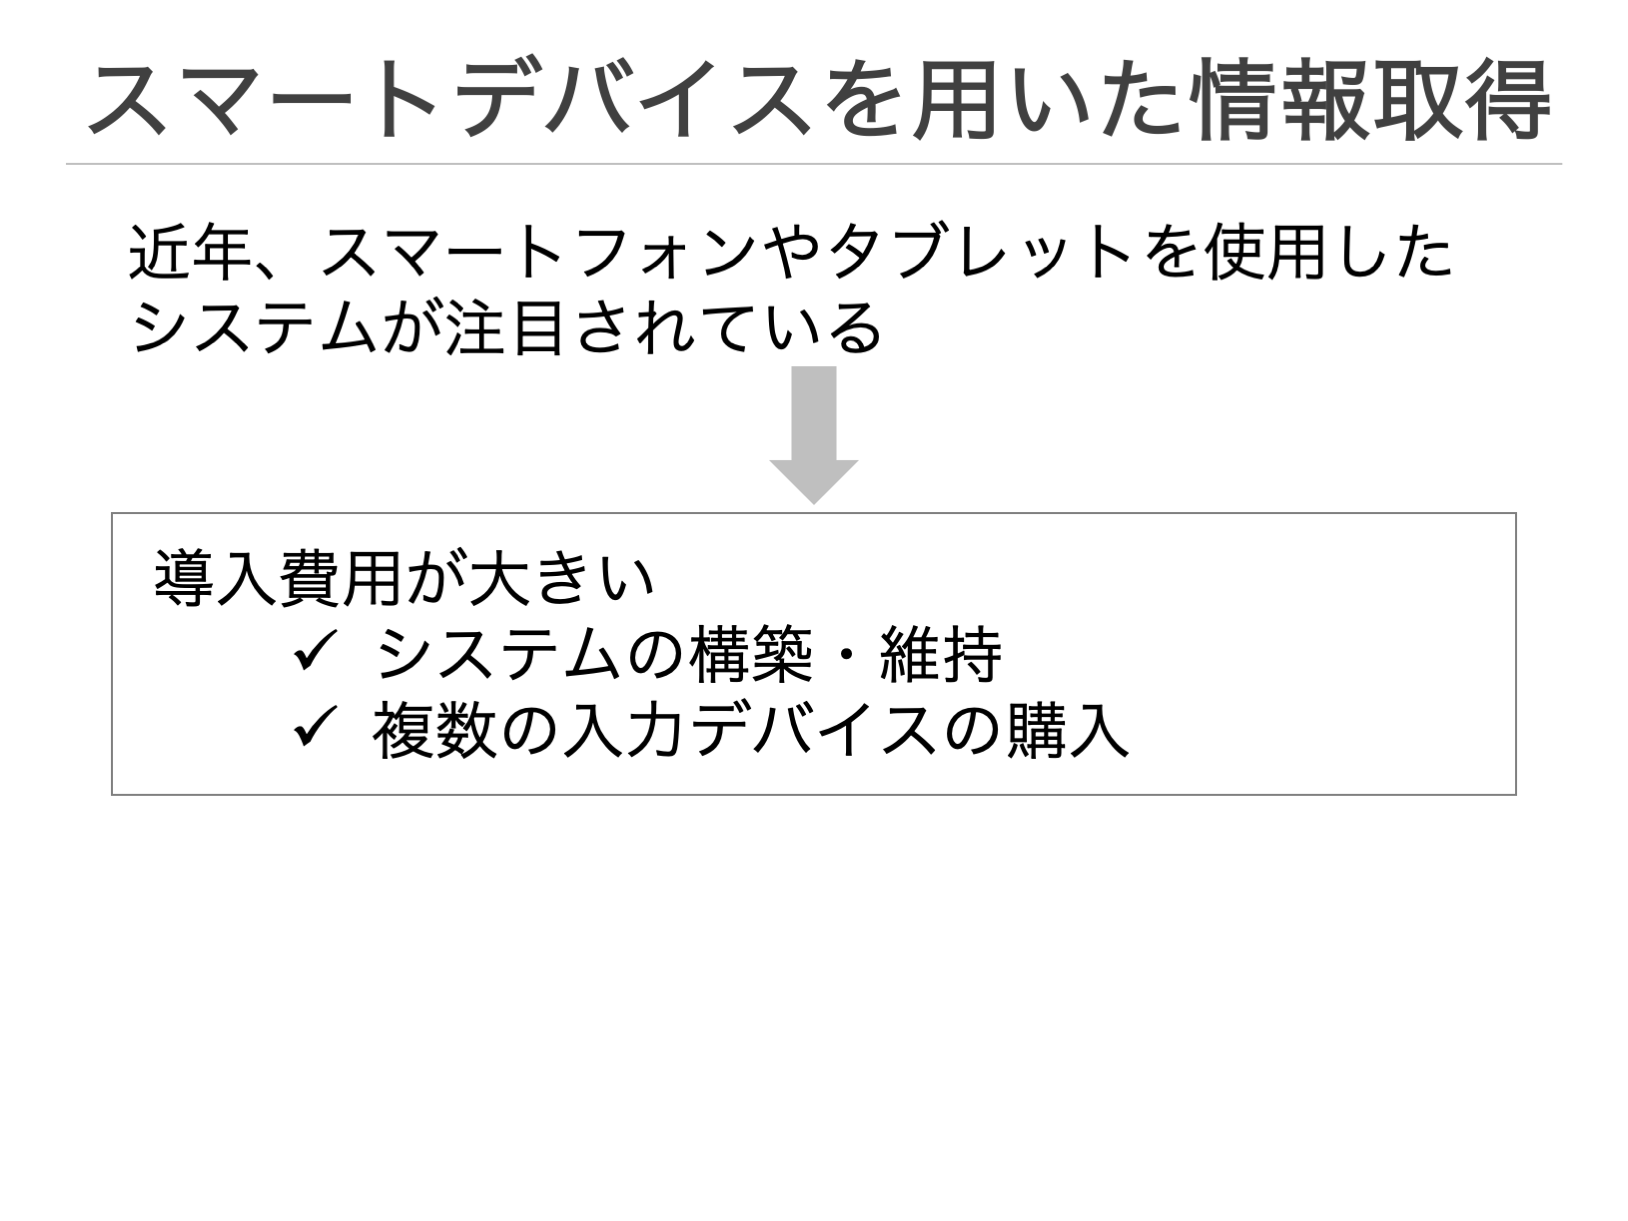 スマートデバイスを用いた情報取得
近年、スマートフォンやタブレットを使用した
システムが注目されている
導入費用が大きい
✓ システムの構築・維持
✓ 複数の入力デバイスの購入